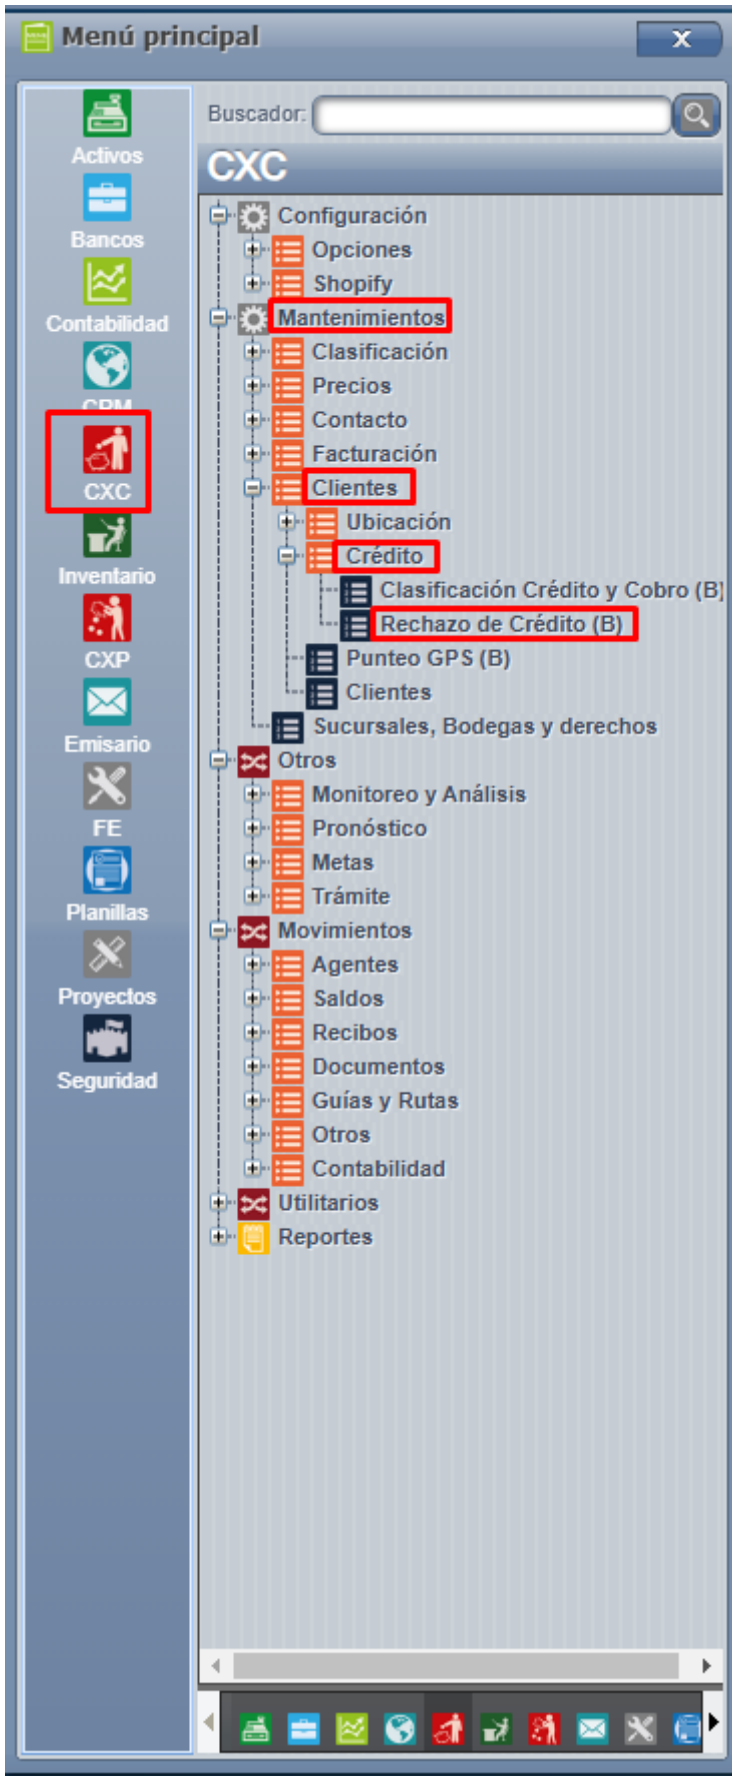 Menú principal
x
Activos
Bancos
Contabilidad
CRM
CXC
Inventario
CXP
Emisario
FE
Planillas
Proyectos
Seguridad
Buscador:
CXC
Configuración
Opciones
Shopify
Mantenimientos
Clasificación
Precios
Contacto
Facturación
Clientes
Ubicación
Crédito
Clasificación Crédito y Cobro (B)
Rechazo de Crédito (B)
Punteo GPS (B)
Clientes
Sucursales, Bodegas y derechos
Otros
Monitoreo y Análisis
Pronóstico
Metas
Trámite
Movimientos
Agentes
Saldos
Recibos
Documentos
Guías y Rutas
Otros
Contabilidad
Utilitarios
Reportes